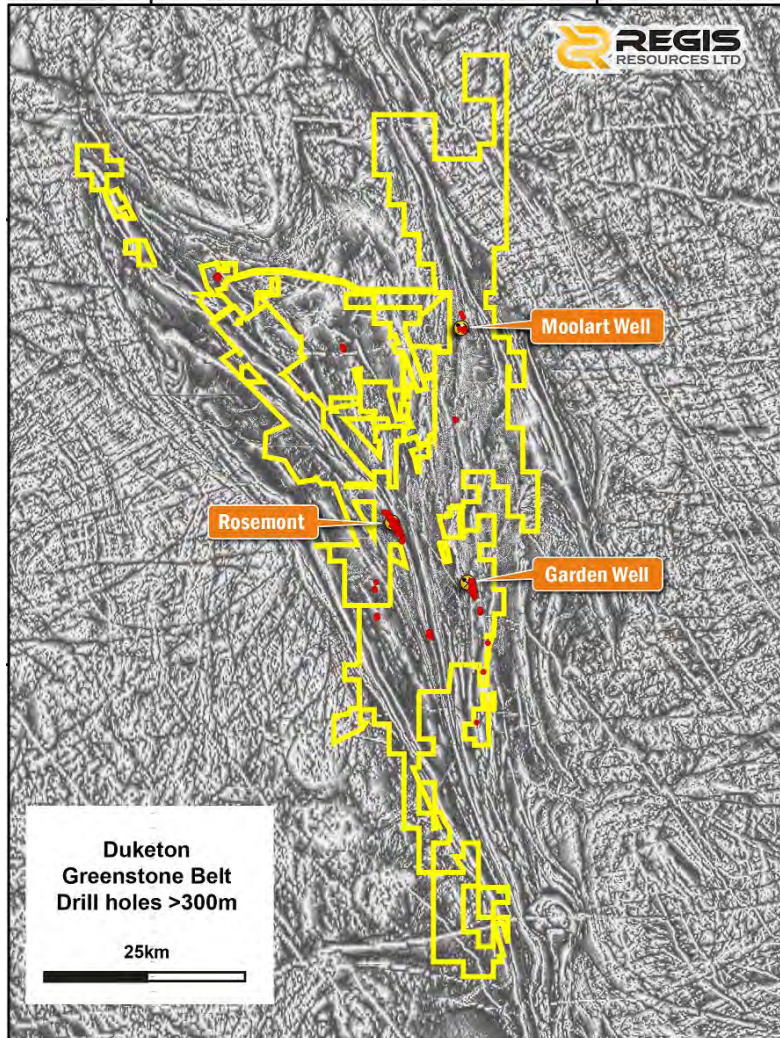 REGIS
RESOURCES LTD
Moolart Well
Rosemont
Garden Well
Duketon
Greenstone Belt
Drill holes >300m
25km